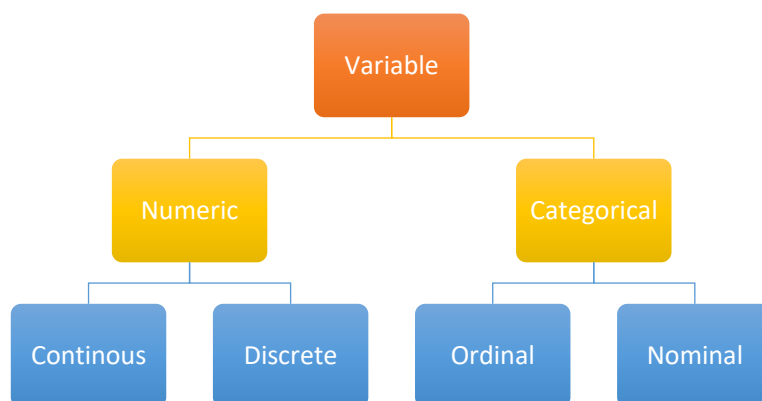 Variable
Numeric
Categorical
Continous
Discrete
Ordinal
Nominal